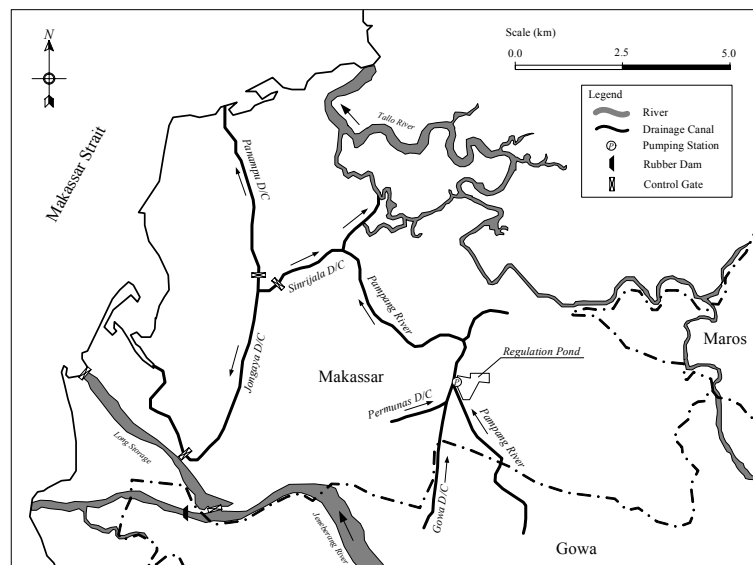 N
Scale (km)
0.0
2.5
5.0
Legend
River
Drainage Canal
P
Pumping Station
Rubber Dam
Control Gate
Tallo River
Makassar Strait
Panampu D/C
Sinrijala D/C
Pampang River
Maros
Jongaya D/C
Makassar
Regulation Pond
P
Permunas D/C
Pampang River
Long Storage
Gowa D/C
Jeneberang River
Gowa